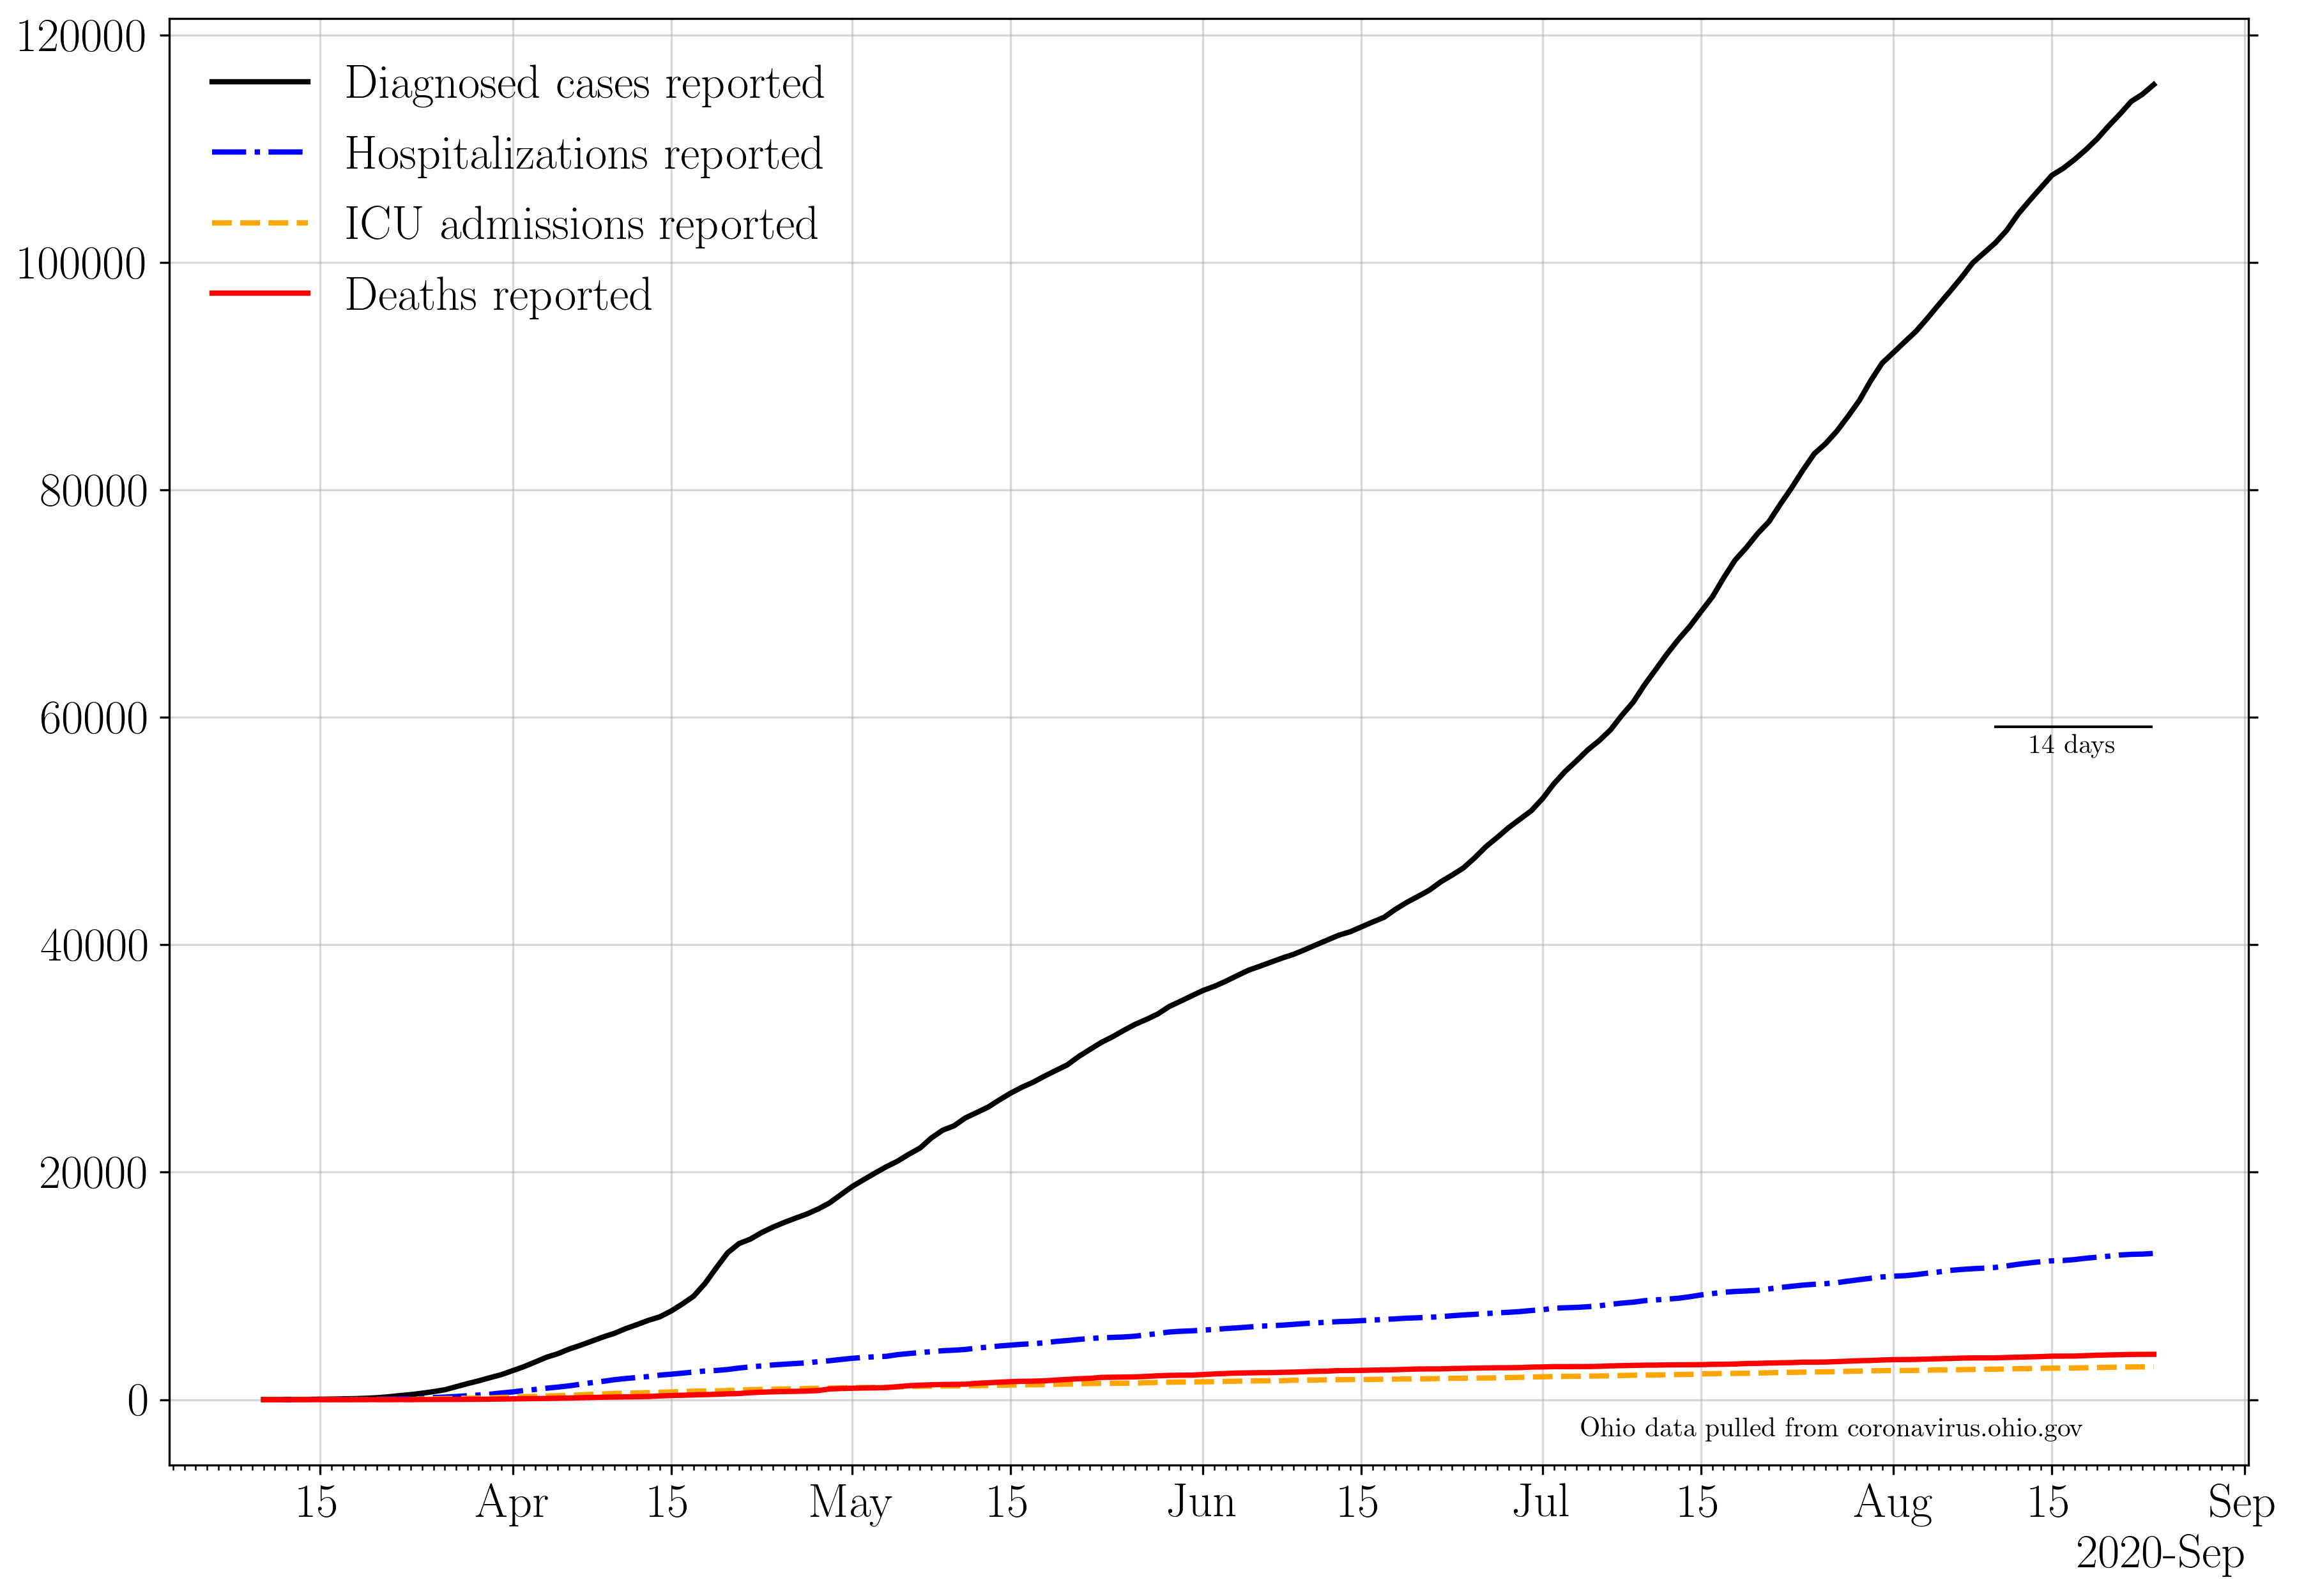 120000
100000
80000
60000
40000
20000
0
Diagnosed cases reported
Hospitalizations reported
ICU admissions reported
Deaths reported
14 days
Ohio data pulled from coronavirus.ohio.gov
15 Apr 15 May 15 Jun 15 Jul 15 Aug 15 Sep
2020-Sep